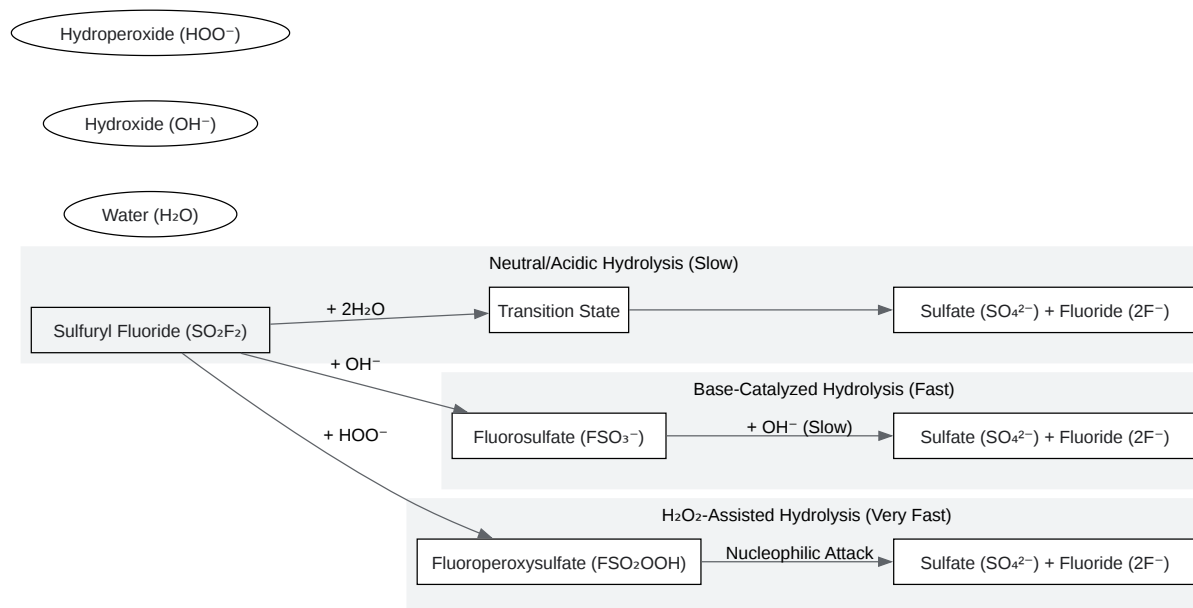 Hydroperoxide (HOO⁻)
Hydroxide (OH⁻)
Water (H₂O)
Neutral/Acidic Hydrolysis (Slow)
Sulfuryl Fluoride (SO₂F₂)
+ 2H₂O
Transition State
Sulfate (SO₄²⁻) + Fluoride (2F⁻)
+ OH⁻
Base-Catalyzed Hydrolysis (Fast)
Fluorosulfate (FSO₃⁻)
+ OH⁻ (Slow)
Sulfate (SO₄²⁻) + Fluoride (2F⁻)
+ HOO⁻
H₂O₂-Assisted Hydrolysis (Very Fast)
Fluoroperoxysulfate (FSO₂OOH)
Nucleophilic Attack
Sulfate (SO₄²⁻) + Fluoride (2F⁻)